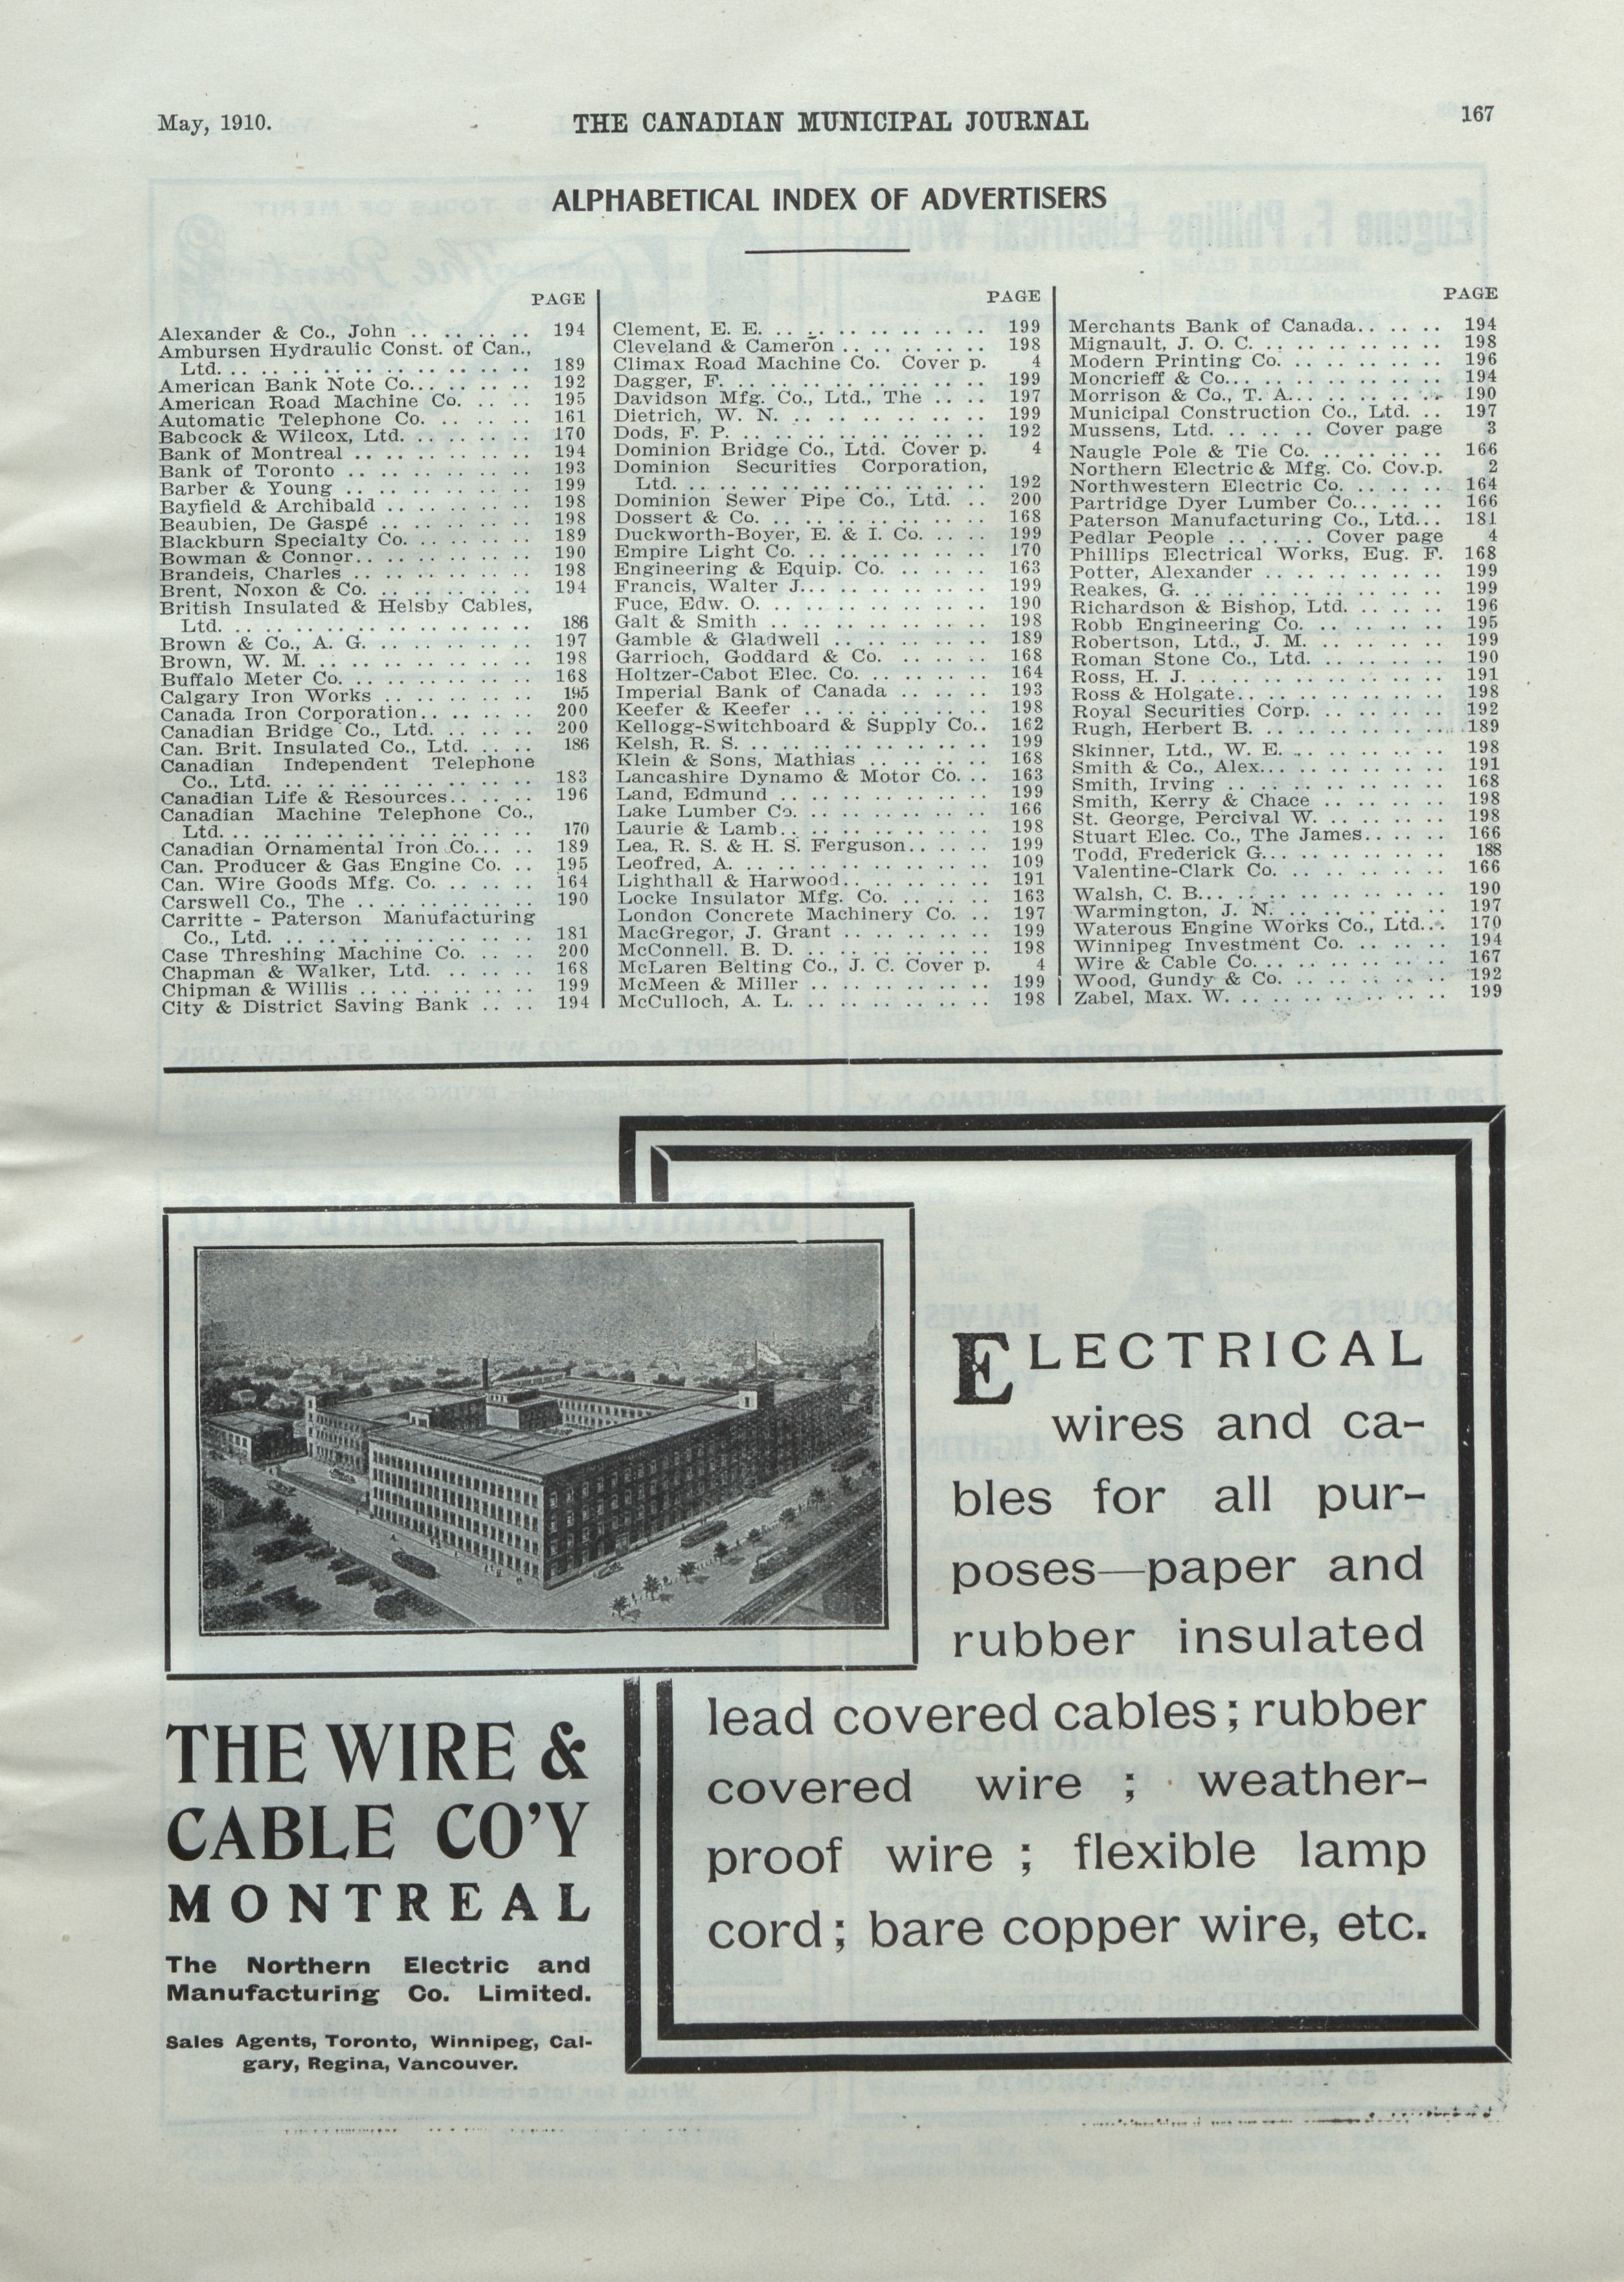 May, 1910.
THE CANADIAN MUNICIPAL JOURNAL
167
ALPHABETICAL INDEX OF ADVERTISERS
PAGE
Alexander & Co., John .. .. .. .. 194
Ambursen Hydraulic Const. of Can.,
Ltd. .. .. .. .. .. .. .. .. .. 189
American Bank Note Co. .. .. .. .. 192
American Road Machine Co. .. .. 195
Automatic Telephone Co. .. .. .. 161
Babcock & Wilcox, Ltd. .. .. .. .. 170
Bank of Montreal .. .. .. .. .. .. 194
Bank of Toronto .. .. .. .. .. .. 193
Barber & Young .. .. .. .. .. .. 199
Bayfield & Archibald .. .. .. .. .. 198
Beaubien, De Gaspé .. .. .. .. .. 198
Blackburn Specialty Co. .. .. .. .. 189
Bowman & Connor .. .. .. .. .. .. 190
Brandeis, Charles .. .. .. .. .. .. 198
Brent, Noxon & Co. .. .. .. .. .. 194
British Insulated & Helsby Cables,
Ltd. .. .. .. .. .. .. .. .. .. 186
Brown & Co., A. G. .. .. .. .. .. 197
Brown, W. M. .. .. .. .. .. .. .. 198
Buffalo Meter Co. .. .. .. .. .. .. 168
Calgary Iron Works .. .. .. .. .. 195
Canada Iron Corporation .. .. .. .. 200
Canadian Bridge Co., Ltd. .. .. .. 200
Can. Brit. Insulated Co., Ltd. .. .. 186
Canadian Independent Telephone
Co., Ltd. .. .. .. .. .. .. .. .. 183
Canadian Life & Resources .. .. .. 196
Canadian Machine Telephone Co.,
Ltd. .. .. .. .. .. .. .. .. .. 170
Canadian Ornamental Iron Co. .. .. 189
Can. Producer & Gas Engine Co. .. 195
Can. Wire Goods Mfg. Co. .. .. .. 164
Carswell Co., The .. .. .. .. .. .. 190
Carritte - Paterson Manufacturing
Co., Ltd. .. .. .. .. .. .. .. .. 181
Case Threshing Machine Co. .. .. 200
Chapman & Walker, Ltd. .. .. .. 168
Chipman & Willis .. .. .. .. .. .. 199
City & District Saving Bank .. .. 194
PAGE
Clement, E. E. .. .. .. .. .. .. .. 199
Cleveland & Cameron .. .. .. .. .. 198
Climax Road Machine Co. Cover p. 4
Dagger, F. .. .. .. .. .. .. .. .. 199
Davidson Mfg. Co., Ltd., The .. .. 197
Dietrich, W. N. .. .. .. .. .. .. .. 199
Dods, F. P. .. .. .. .. .. .. .. .. 192
Dominion Bridge Co., Ltd. Cover p. 4
Dominion Securities Corporation,
Ltd. .. .. .. .. .. .. .. .. .. 192
Dominion Sewer Pipe Co., Ltd. .. 200
Dossert & Co. .. .. .. .. .. .. .. 168
Duckworth-Boyer, E. & I. Co. .. .. 199
Empire Light Co. .. .. .. .. .. .. 170
Engineering & Equip. Co. .. .. .. 163
Francis, Walter J. .. .. .. .. .. .. 199
Fuce, Edw. O. .. .. .. .. .. .. .. 190
Galt & Smith .. .. .. .. .. .. .. 198
Gamble & Gladwell .. .. .. .. .. 189
Garrioch, Goddard & Co. .. .. .. 168
Holtzer-Cabot Elec. Co. .. .. .. .. 164
Imperial Bank of Canada .. .. .. 193
Keefer & Keefer .. .. .. .. .. .. 198
Kellogg-Switchboard & Supply Co. .. 162
Kelsh, R. S. .. .. .. .. .. .. .. .. 199
Klein & Sons, Mathias .. .. .. .. 168
Lancashire Dynamo & Motor Co. .. 163
Land, Edmund .. .. .. .. .. .. .. 199
Lake Lumber Co. .. .. .. .. .. .. 166
Laurie & Lamb .. .. .. .. .. .. .. 198
Lea, R. S. & H. S. Ferguson .. .. .. 199
Leofred, A. .. .. .. .. .. .. .. .. 109
Lighthall & Harwood .. .. .. .. .. 191
Locke Insulator Mfg. Co. .. .. .. 163
London Concrete Machinery Co. .. 197
MacGregor, J. Grant .. .. .. .. .. 199
McConnell, B. D. .. .. .. .. .. .. 198
McLaren Belting Co., J. C. Cover p. 4
McMeen & Miller .. .. .. .. .. .. 199
McCulloch, A. L. .. .. .. .. .. .. 198
PAGE
Merchants Bank of Canada .. .. .. 194
Mignault, J. O. C. .. .. .. .. .. .. 198
Modern Printing Co. .. .. .. .. .. 196
Moncrieff & Co. .. .. .. .. .. .. .. 194
Morrison & Co., T. A. .. .. .. .. .. 190
Municipal Construction Co., Ltd. .. 197
Mussens, Ltd. .. .. .. Cover page 3
Naugle Pole & Tie Co. .. .. .. .. 166
Northern Electric & Mfg. Co. Cov.p. 2
Northwestern Electric Co. .. .. .. 164
Partridge Dyer Lumber Co. .. .. .. 166
Paterson Manufacturing Co., Ltd. .. 181
Pedlar People .. .. .. Cover page 4
Phillips Electrical Works, Eug. F. 168
Potter, Alexander .. .. .. .. .. .. 199
Reakes, G. .. .. .. .. .. .. .. .. 199
Richardson & Bishop, Ltd. .. .. .. 196
Robb Engineering Co. .. .. .. .. 195
Robertson, Ltd., J. M. .. .. .. .. 199
Roman Stone Co., Ltd. .. .. .. .. 190
Ross, H. J. .. .. .. .. .. .. .. .. 191
Ross & Holgate .. .. .. .. .. .. .. 198
Royal Securities Corp. .. .. .. .. 192
Rugh, Herbert B. .. .. .. .. .. .. 189
Skinner, Ltd., W. E. .. .. .. .. .. 198
Smith & Co., Alex. .. .. .. .. .. .. 191
Smith, Irving .. .. .. .. .. .. .. 168
Smith, Kerry & Chace .. .. .. .. 198
St. George, Percival W. .. .. .. .. 198
Stuart Elec. Co., The James .. .. .. 166
Todd, Frederick G. .. .. .. .. .. .. 188
Valentine-Clark Co. .. .. .. .. .. 166
Walsh, C. B. .. .. .. .. .. .. .. .. 190
Warmington, J. N. .. .. .. .. .. .. 197
Waterous Engine Works Co., Ltd. .. 170
Winnipeg Investment Co. .. .. .. 194
Wire & Cable Co. .. .. .. .. .. .. 167
Wood, Gundy & Co. .. .. .. .. .. 192
Zabel, Max. W. .. .. .. .. .. .. .. 199
ELECTRICAL
wires and ca-
bles for all pur-
poses—paper and
rubber insulated
lead covered cables; rubber
covered wire ; weather-
proof wire ; flexible lamp
cord; bare copper wire, etc.
THE WIRE &
CABLE CO'Y
MONTREAL
The Northern Electric and
Manufacturing Co. Limited.
Sales Agents, Toronto, Winnipeg, Cal-
gary, Regina, Vancouver.